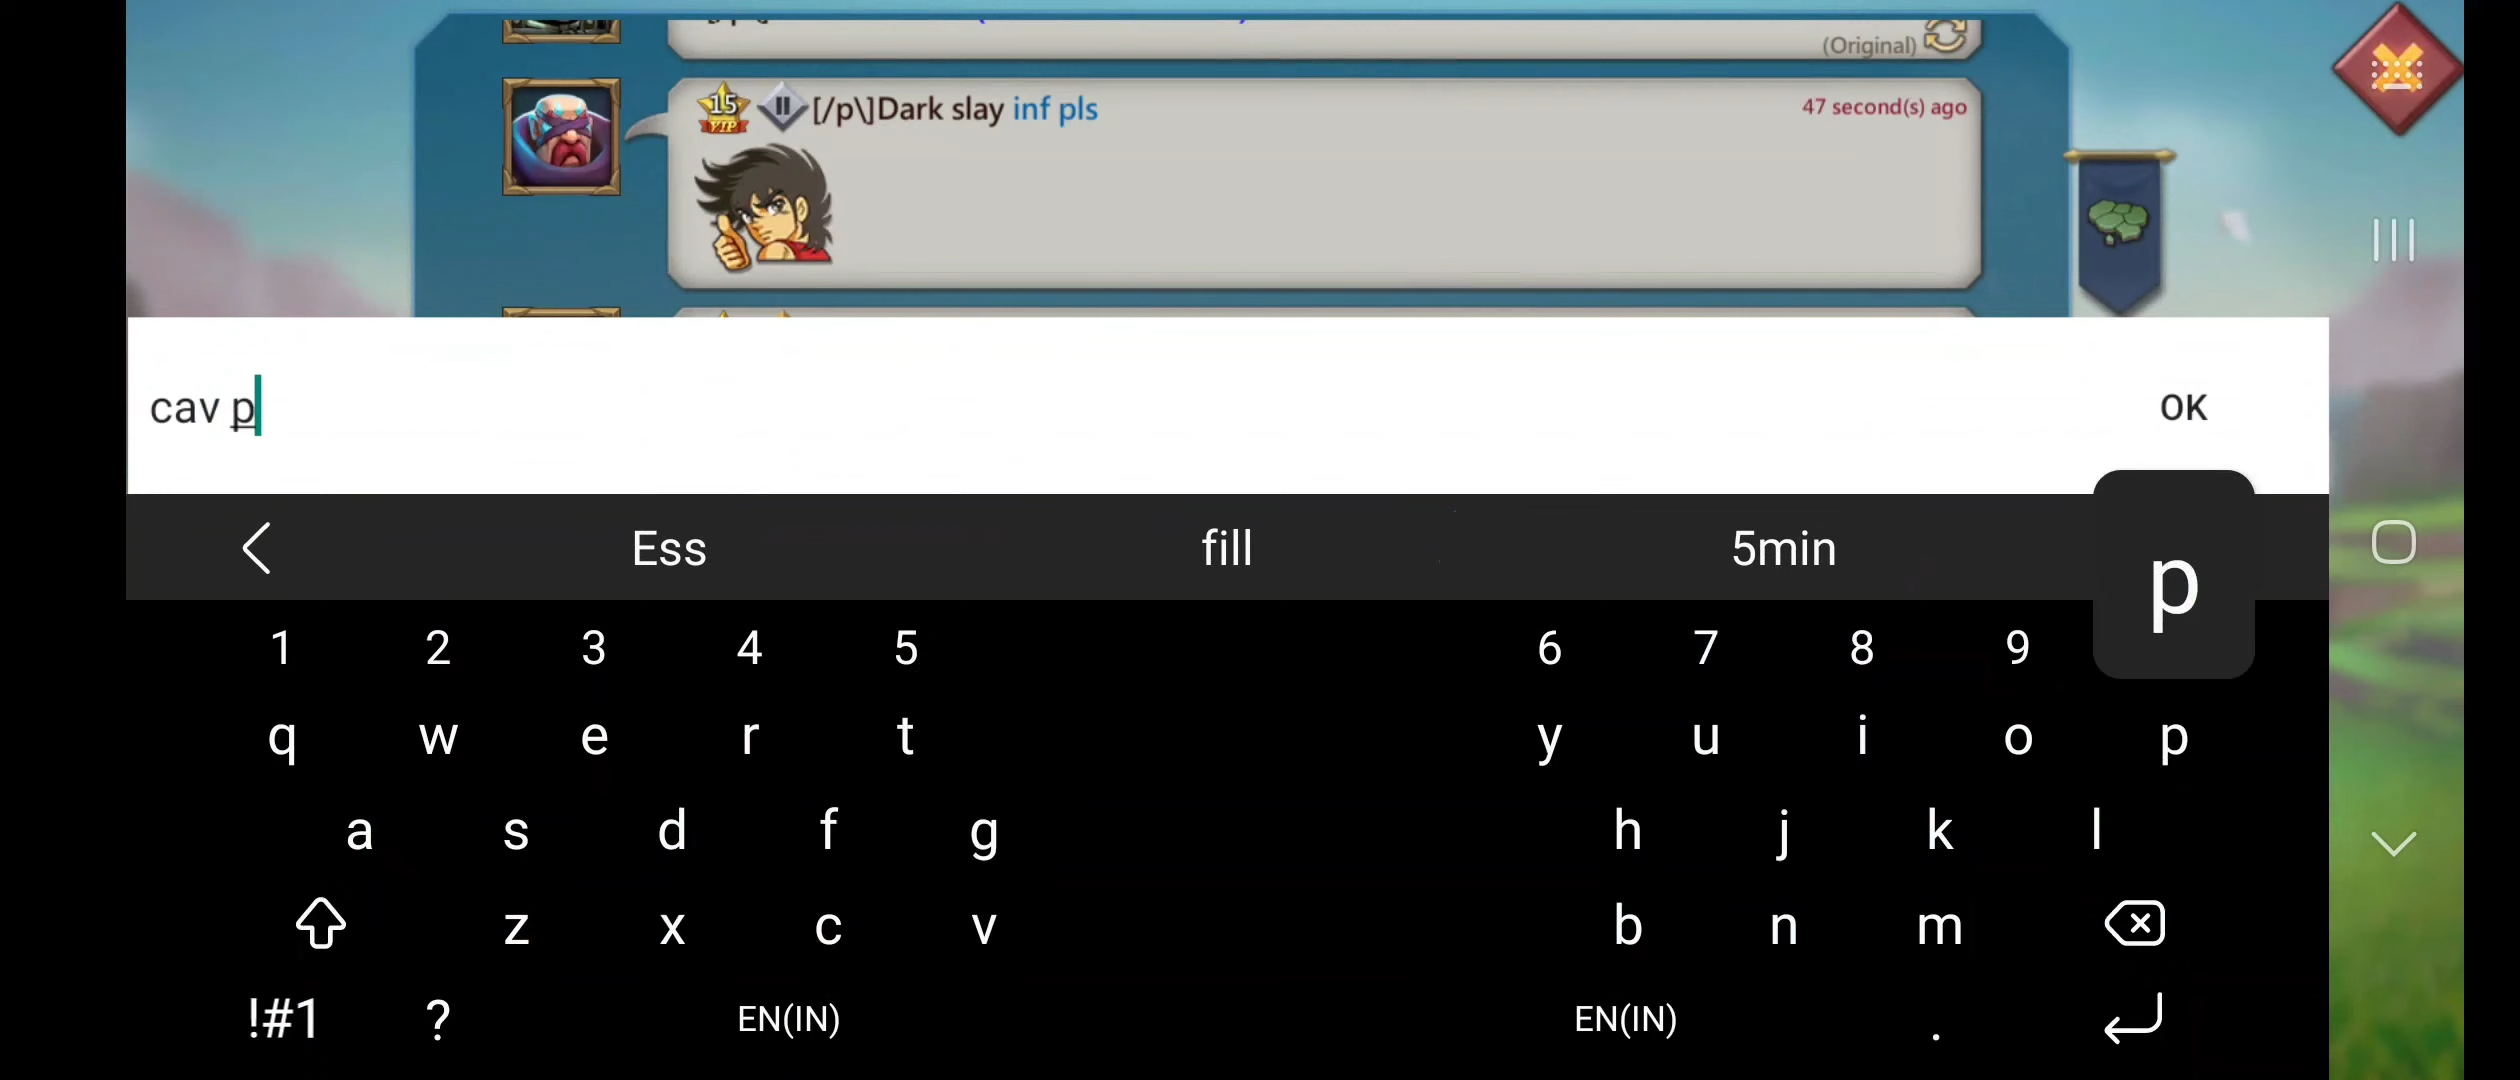 (Original)
15 VIP II [/p\]Dark slay inf pls 47 second(s) ago
cav p OK
Ess fill 5min
p
1 2 3 4 5 6 7 8 9
q w e r t y u i o p
a s d f g h j k l
z x c v b n m
!#1 ? EN(IN) EN(IN) .